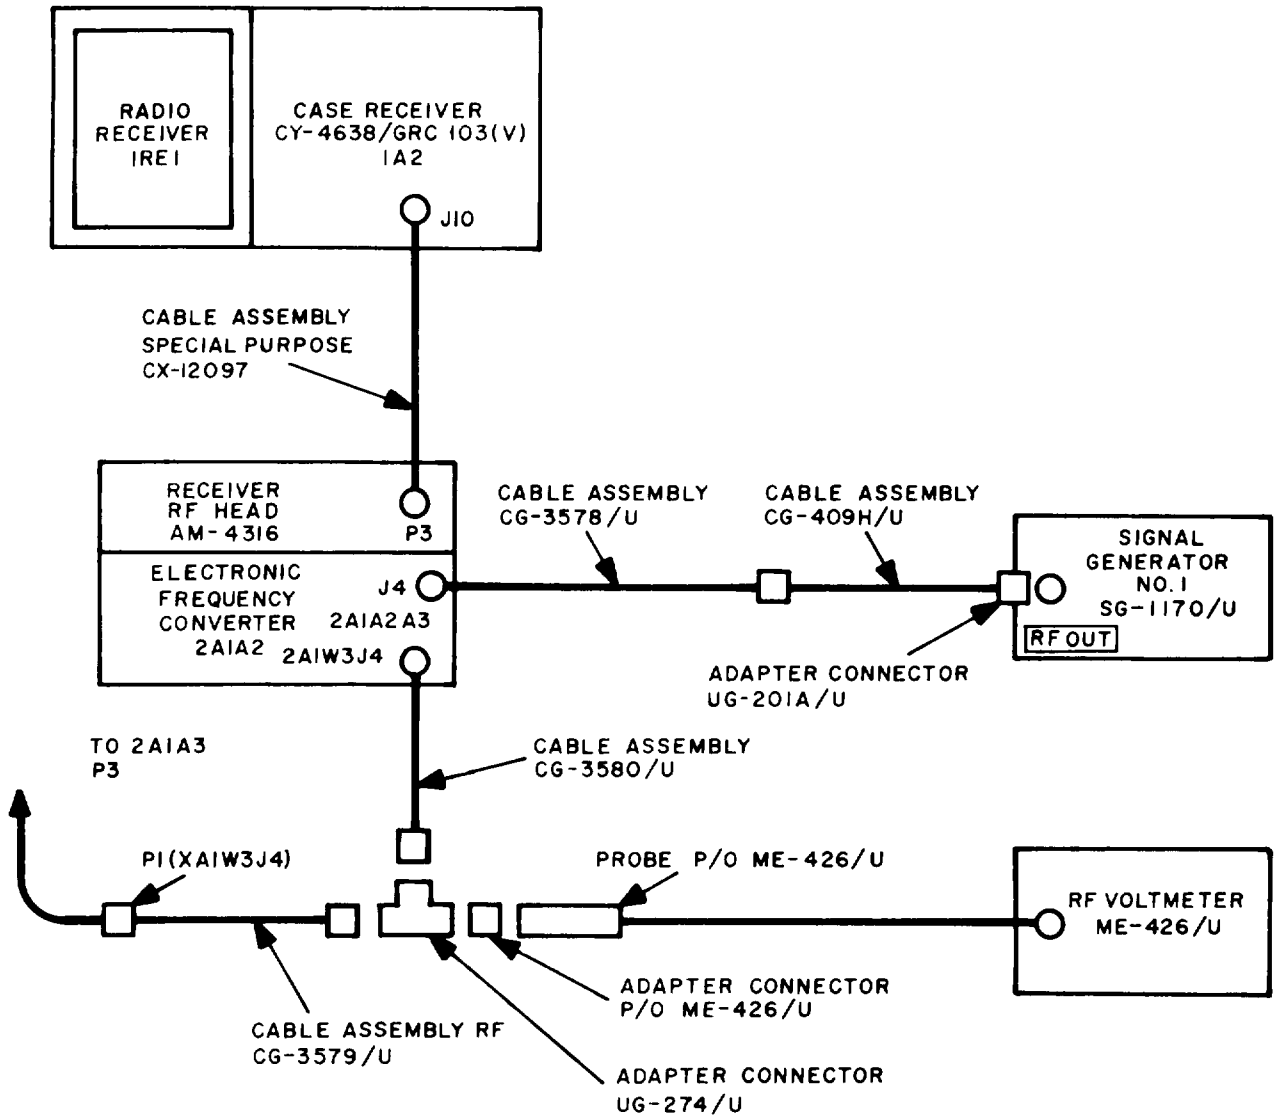 RADIO
RECEIVER
1RE1
CASE RECEIVER
CY-4638/GRC 103(V)
1A2
J10
CABLE ASSEMBLY
SPECIAL PURPOSE
CX-12097
RECEIVER
RF HEAD
AM-4316
P3
ELECTRONIC
FREQUENCY
CONVERTER
2A1A2
J4
2A1A2A3
2A1W3J4
CABLE ASSEMBLY
CG-3578/U
CABLE ASSEMBLY
CG-409H/U
SIGNAL
GENERATOR
NO.1
SG-1170/U
RF OUT
ADAPTER CONNECTOR
UG-201A/U
TO 2A1A3
P3
CABLE ASSEMBLY
CG-3580/U
P1(XA1W3J4)
PROBE P/O ME-426/U
RF VOLTMETER
ME-426/U
ADAPTER CONNECTOR
P/O ME-426/U
CABLE ASSEMBLY RF
CG-3579/U
ADAPTER CONNECTOR
UG-274/U